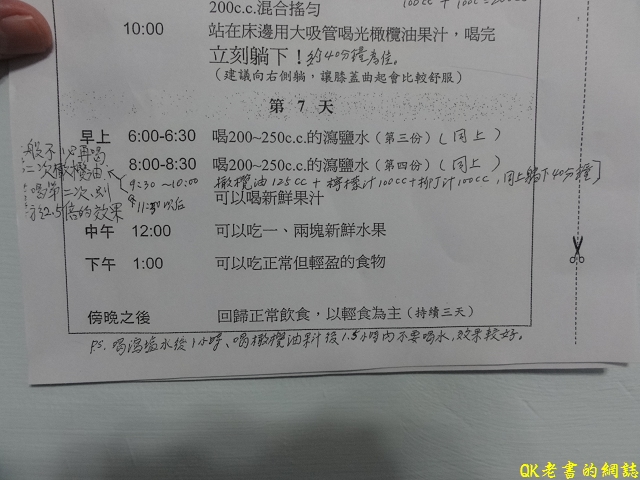 200c.c.混合搖勻
10:00 站在床邊用大吸管喝光橄欖油果汁，喝完
立刻躺下！約40分鐘為佳。
（建議向右側躺，讓膝蓋曲起會比較舒服）
第 7 天
早上 6:00-6:30 喝200~250c.c.的瀉鹽水（第三份）（同上）
8:00-8:30 喝200~250c.c.的瀉鹽水（第四份）（同上）
9:30~10:00 橄欖油125cc+檸檬汁100cc+柳丁汁100cc，同上躺下40分鐘]
11:30以後 可以喝新鮮果汁
二次橄欖油
喝第二次，則
2.5倍的效果
中午 12:00 可以吃一、兩塊新鮮水果
下午 1:00 可以吃正常但輕盈的食物
傍晚之後 回歸正常飲食，以輕食為主（持續三天）
P.S. 喝瀉鹽水後1小時、喝橄欖油果汁後1.5小時內不要喝水，效果較好。
QK老書的網誌